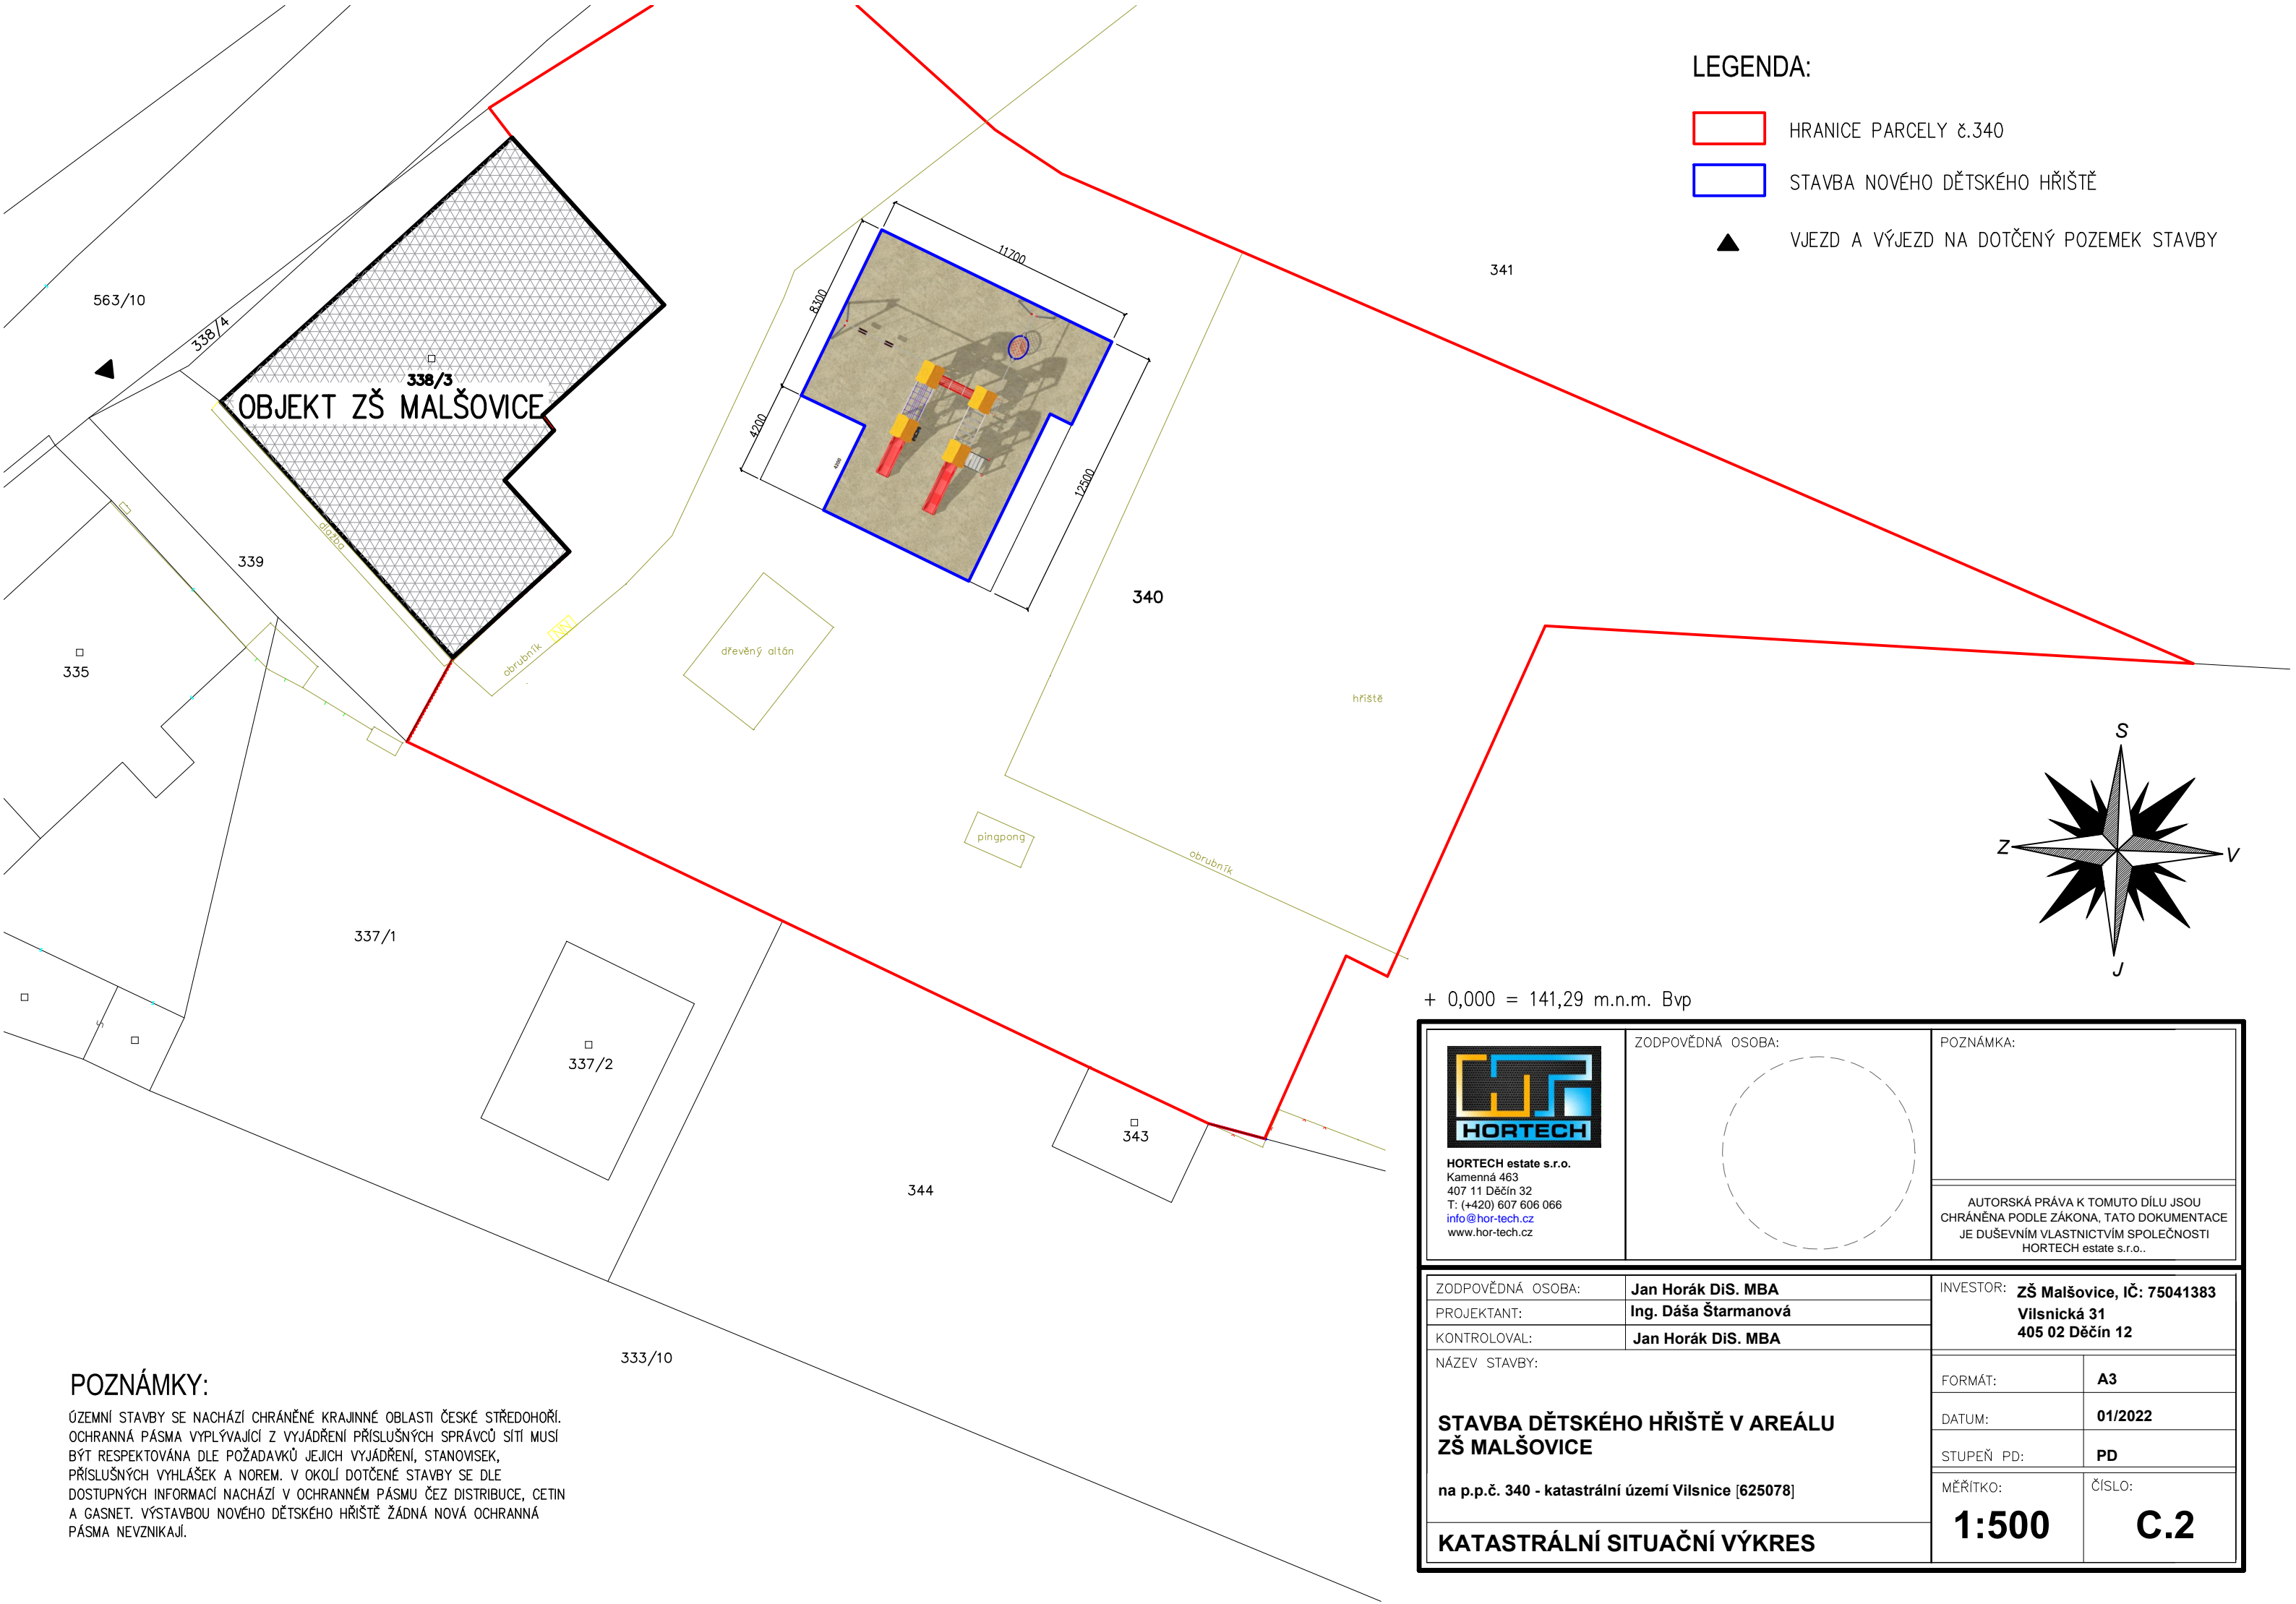 LEGENDA:
HRANICE PARCELY č.340
STAVBA NOVÉHO DĚTSKÉHO HŘIŠTĚ
VJEZD A VÝJEZD NA DOTČENÝ POZEMEK STAVBY
341
11700
8300
4200
4200
12500
563/10
338/4
338/3
OBJEKT ZŠ MALŠOVICE
dlažba
339
335
obrubník
NN
dřevěný altán
340
hřiště
pingpong
obrubník
S
Z
V
J
337/1
337/2
343
344
333/10
+ 0,000 = 141,29 m.n.m. Bvp
HORTECH
HORTECH estate s.r.o.
Kamenná 463
407 11 Děčín 32
T: (+420) 607 606 066
info@hor-tech.cz
www.hor-tech.cz
ZODPOVĚDNÁ OSOBA:
POZNÁMKA:
AUTORSKÁ PRÁVA K TOMUTO DÍLU JSOU
CHRÁNĚNA PODLE ZÁKONA, TATO DOKUMENTACE
JE DUŠEVNÍM VLASTNICTVÍM SPOLEČNOSTI
HORTECH estate s.r.o..
ZODPOVĚDNÁ OSOBA: Jan Horák DiS. MBA
PROJEKTANT: Ing. Dáša Štarmanová
KONTROLOVAL: Jan Horák DiS. MBA
INVESTOR: ZŠ Malšovice, IČ: 75041383
Vilsnická 31
405 02 Děčín 12
NÁZEV STAVBY:
STAVBA DĚTSKÉHO HŘIŠTĚ V AREÁLU
ZŠ MALŠOVICE
na p.p.č. 340 - katastrální území Vilsnice [625078]
KATASTRÁLNÍ SITUAČNÍ VÝKRES
FORMÁT: A3
DATUM: 01/2022
STUPEŇ PD: PD
MĚŘÍTKO:
1:500
ČÍSLO:
C.2
POZNÁMKY:
ÚZEMNÍ STAVBY SE NACHÁZÍ CHRÁNĚNÉ KRAJINNÉ OBLASTI ČESKÉ STŘEDOHOŘÍ.
OCHRANNÁ PÁSMA VYPLÝVAJÍCÍ Z VYJÁDŘENÍ PŘÍSLUŠNÝCH SPRÁVCŮ SÍTÍ MUSÍ
BÝT RESPEKTOVÁNA DLE POŽADAVKŮ JEJICH VYJÁDŘENÍ, STANOVISEK,
PŘÍSLUŠNÝCH VYHLÁŠEK A NOREM. V OKOLÍ DOTČENÉ STAVBY SE DLE
DOSTUPNÝCH INFORMACÍ NACHÁZÍ V OCHRANNÉM PÁSMU ČEZ DISTRIBUCE, CETIN
A GASNET. VÝSTAVBOU NOVÉHO DĚTSKÉHO HŘIŠTĚ ŽÁDNÁ NOVÁ OCHRANNÁ
PÁSMA NEVZNIKAJÍ.